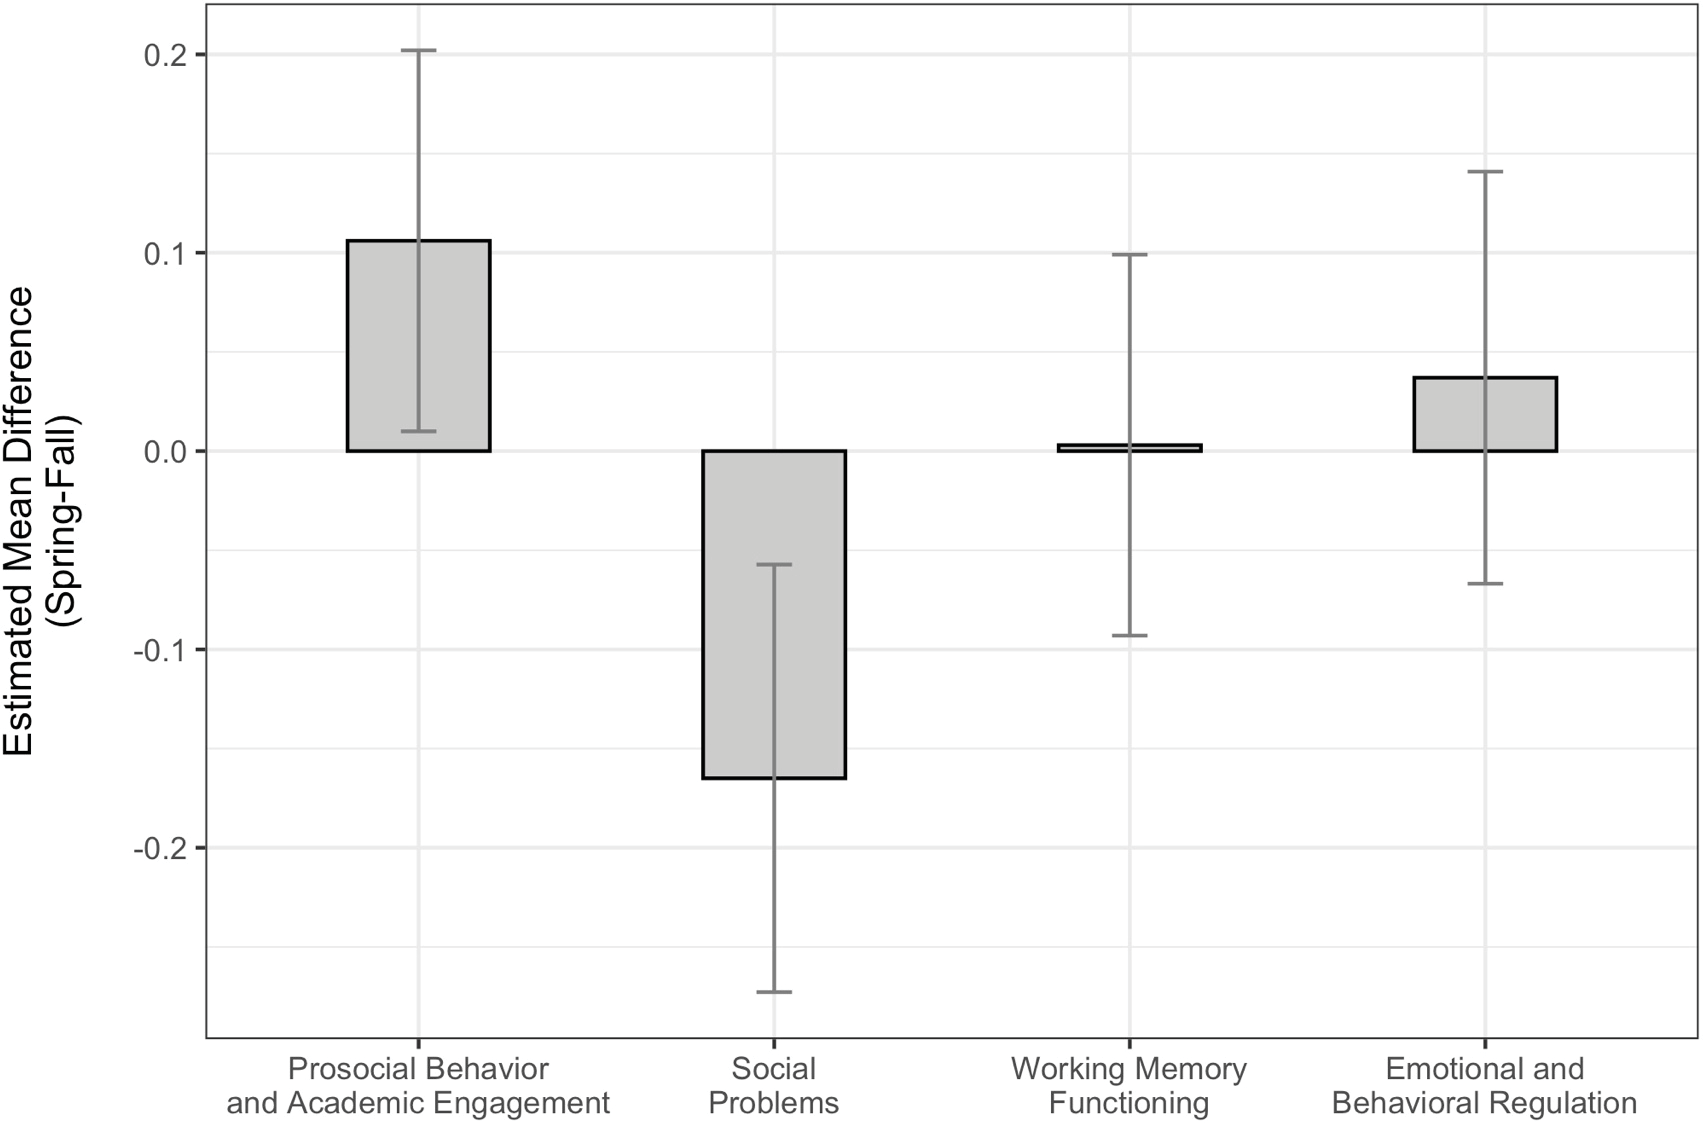 Estimated Mean Difference
(Spring-Fall)
0.2
0.1
0.0
-0.1
-0.2
Prosocial Behavior
and Academic Engagement
Social
Problems
Working Memory
Functioning
Emotional and
Behavioral Regulation